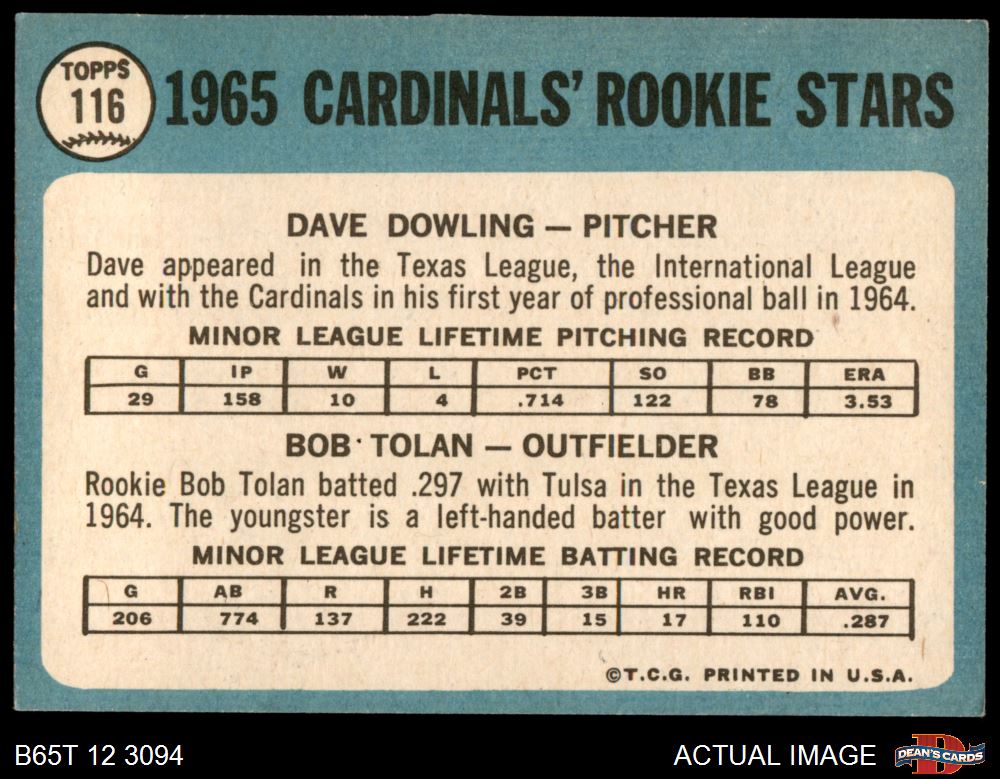 TOPPS
116
1965 CARDINALS' ROOKIE STARS
DAVE DOWLING — PITCHER
Dave appeared in the Texas League, the International League
and with the Cardinals in his first year of professional ball in 1964.
MINOR LEAGUE LIFETIME PITCHING RECORD
G IP W L PCT SO BB ERA
29 158 10 4 .714 122 78 3.53
BOB TOLAN — OUTFIELDER
Rookie Bob Tolan batted .297 with Tulsa in the Texas League in
1964. The youngster is a left-handed batter with good power.
MINOR LEAGUE LIFETIME BATTING RECORD
G AB R H 2B 3B HR RBI AVG.
206 774 137 222 39 15 17 110 .287
©T.C.G. PRINTED IN U.S.A.
B65T 12 3094
ACTUAL IMAGE
DEAN'S CARDS